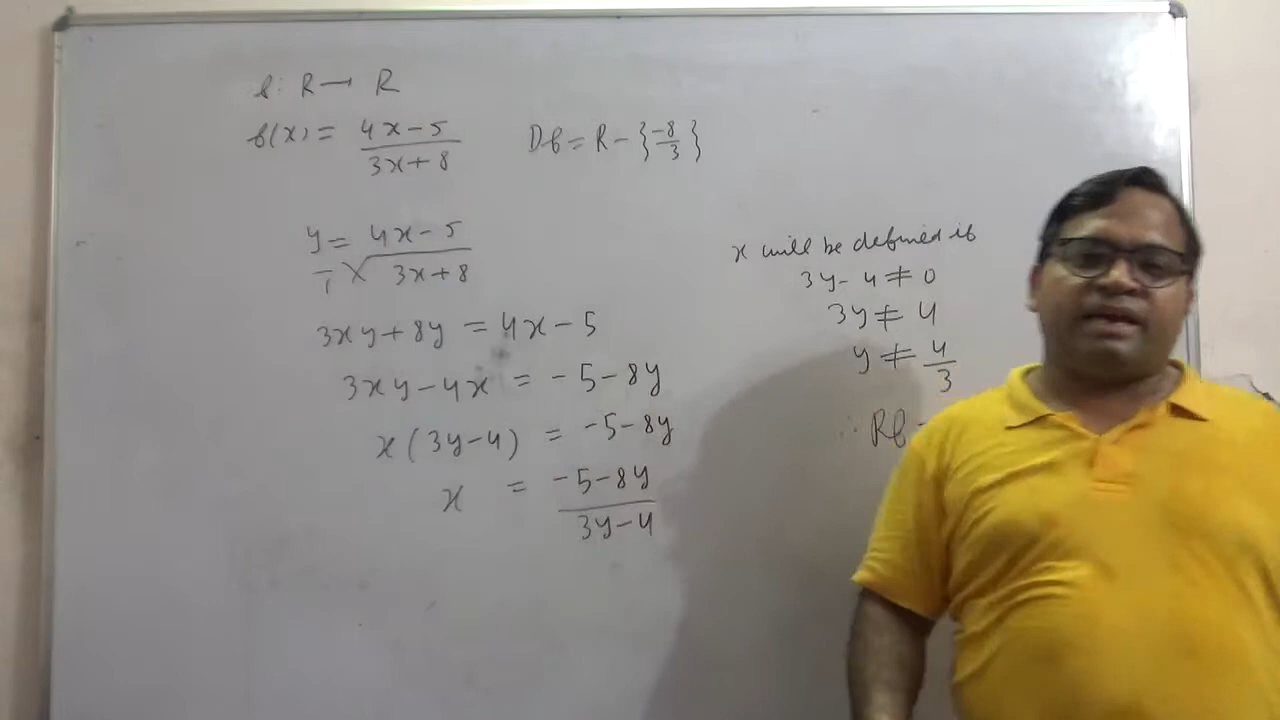 f: R → R
f(x) = (4x-5)/(3x+8)    Df = R - {-8/3}
y/1 = (4x-5)/(3x+8)
3xy + 8y = 4x - 5
3xy - 4x = -5 - 8y
x(3y-4) = -5 - 8y
x = (-5-8y)/(3y-4)
x will be defined if
3y - 4 ≠ 0
3y ≠ 4
y ≠ 4/3
∴ Rf =